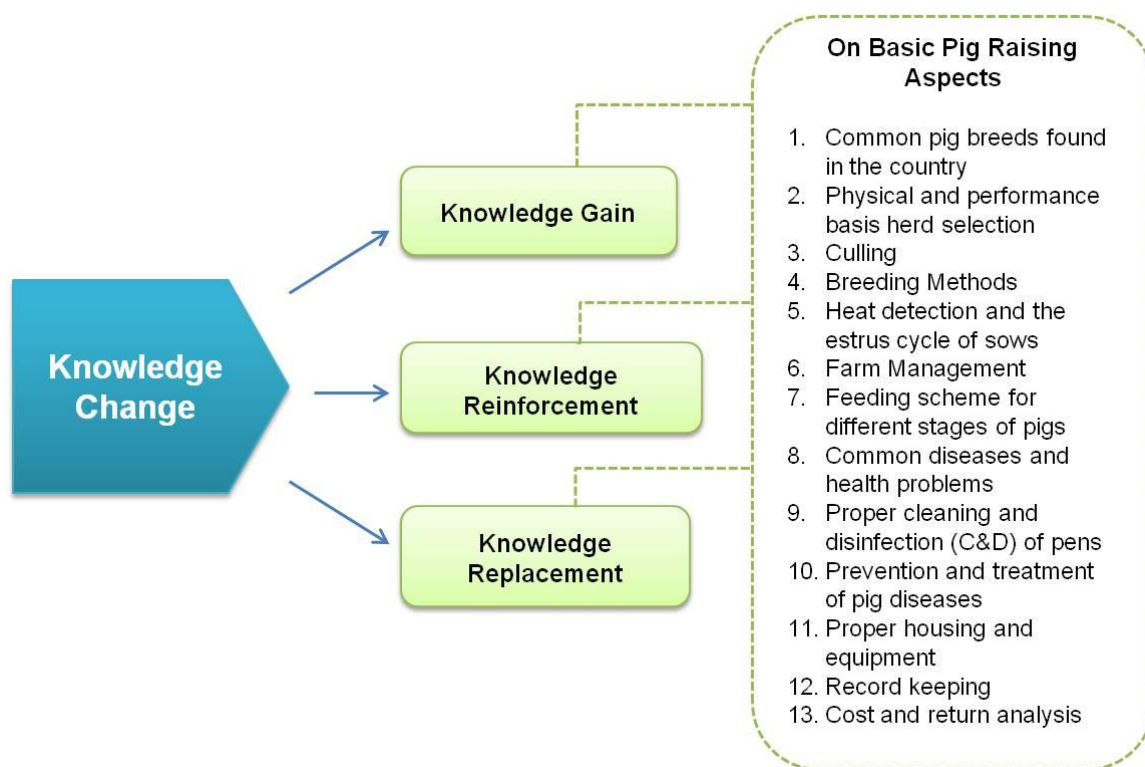 Knowledge
Change
Knowledge Gain
Knowledge
Reinforcement
Knowledge
Replacement
On Basic Pig Raising
Aspects
1. Common pig breeds found
in the country
2. Physical and performance
basis herd selection
3. Culling
4. Breeding Methods
5. Heat detection and the
estrus cycle of sows
6. Farm Management
7. Feeding scheme for
different stages of pigs
8. Common diseases and
health problems
9. Proper cleaning and
disinfection (C&D) of pens
10. Prevention and treatment
of pig diseases
11. Proper housing and
equipment
12. Record keeping
13. Cost and return analysis